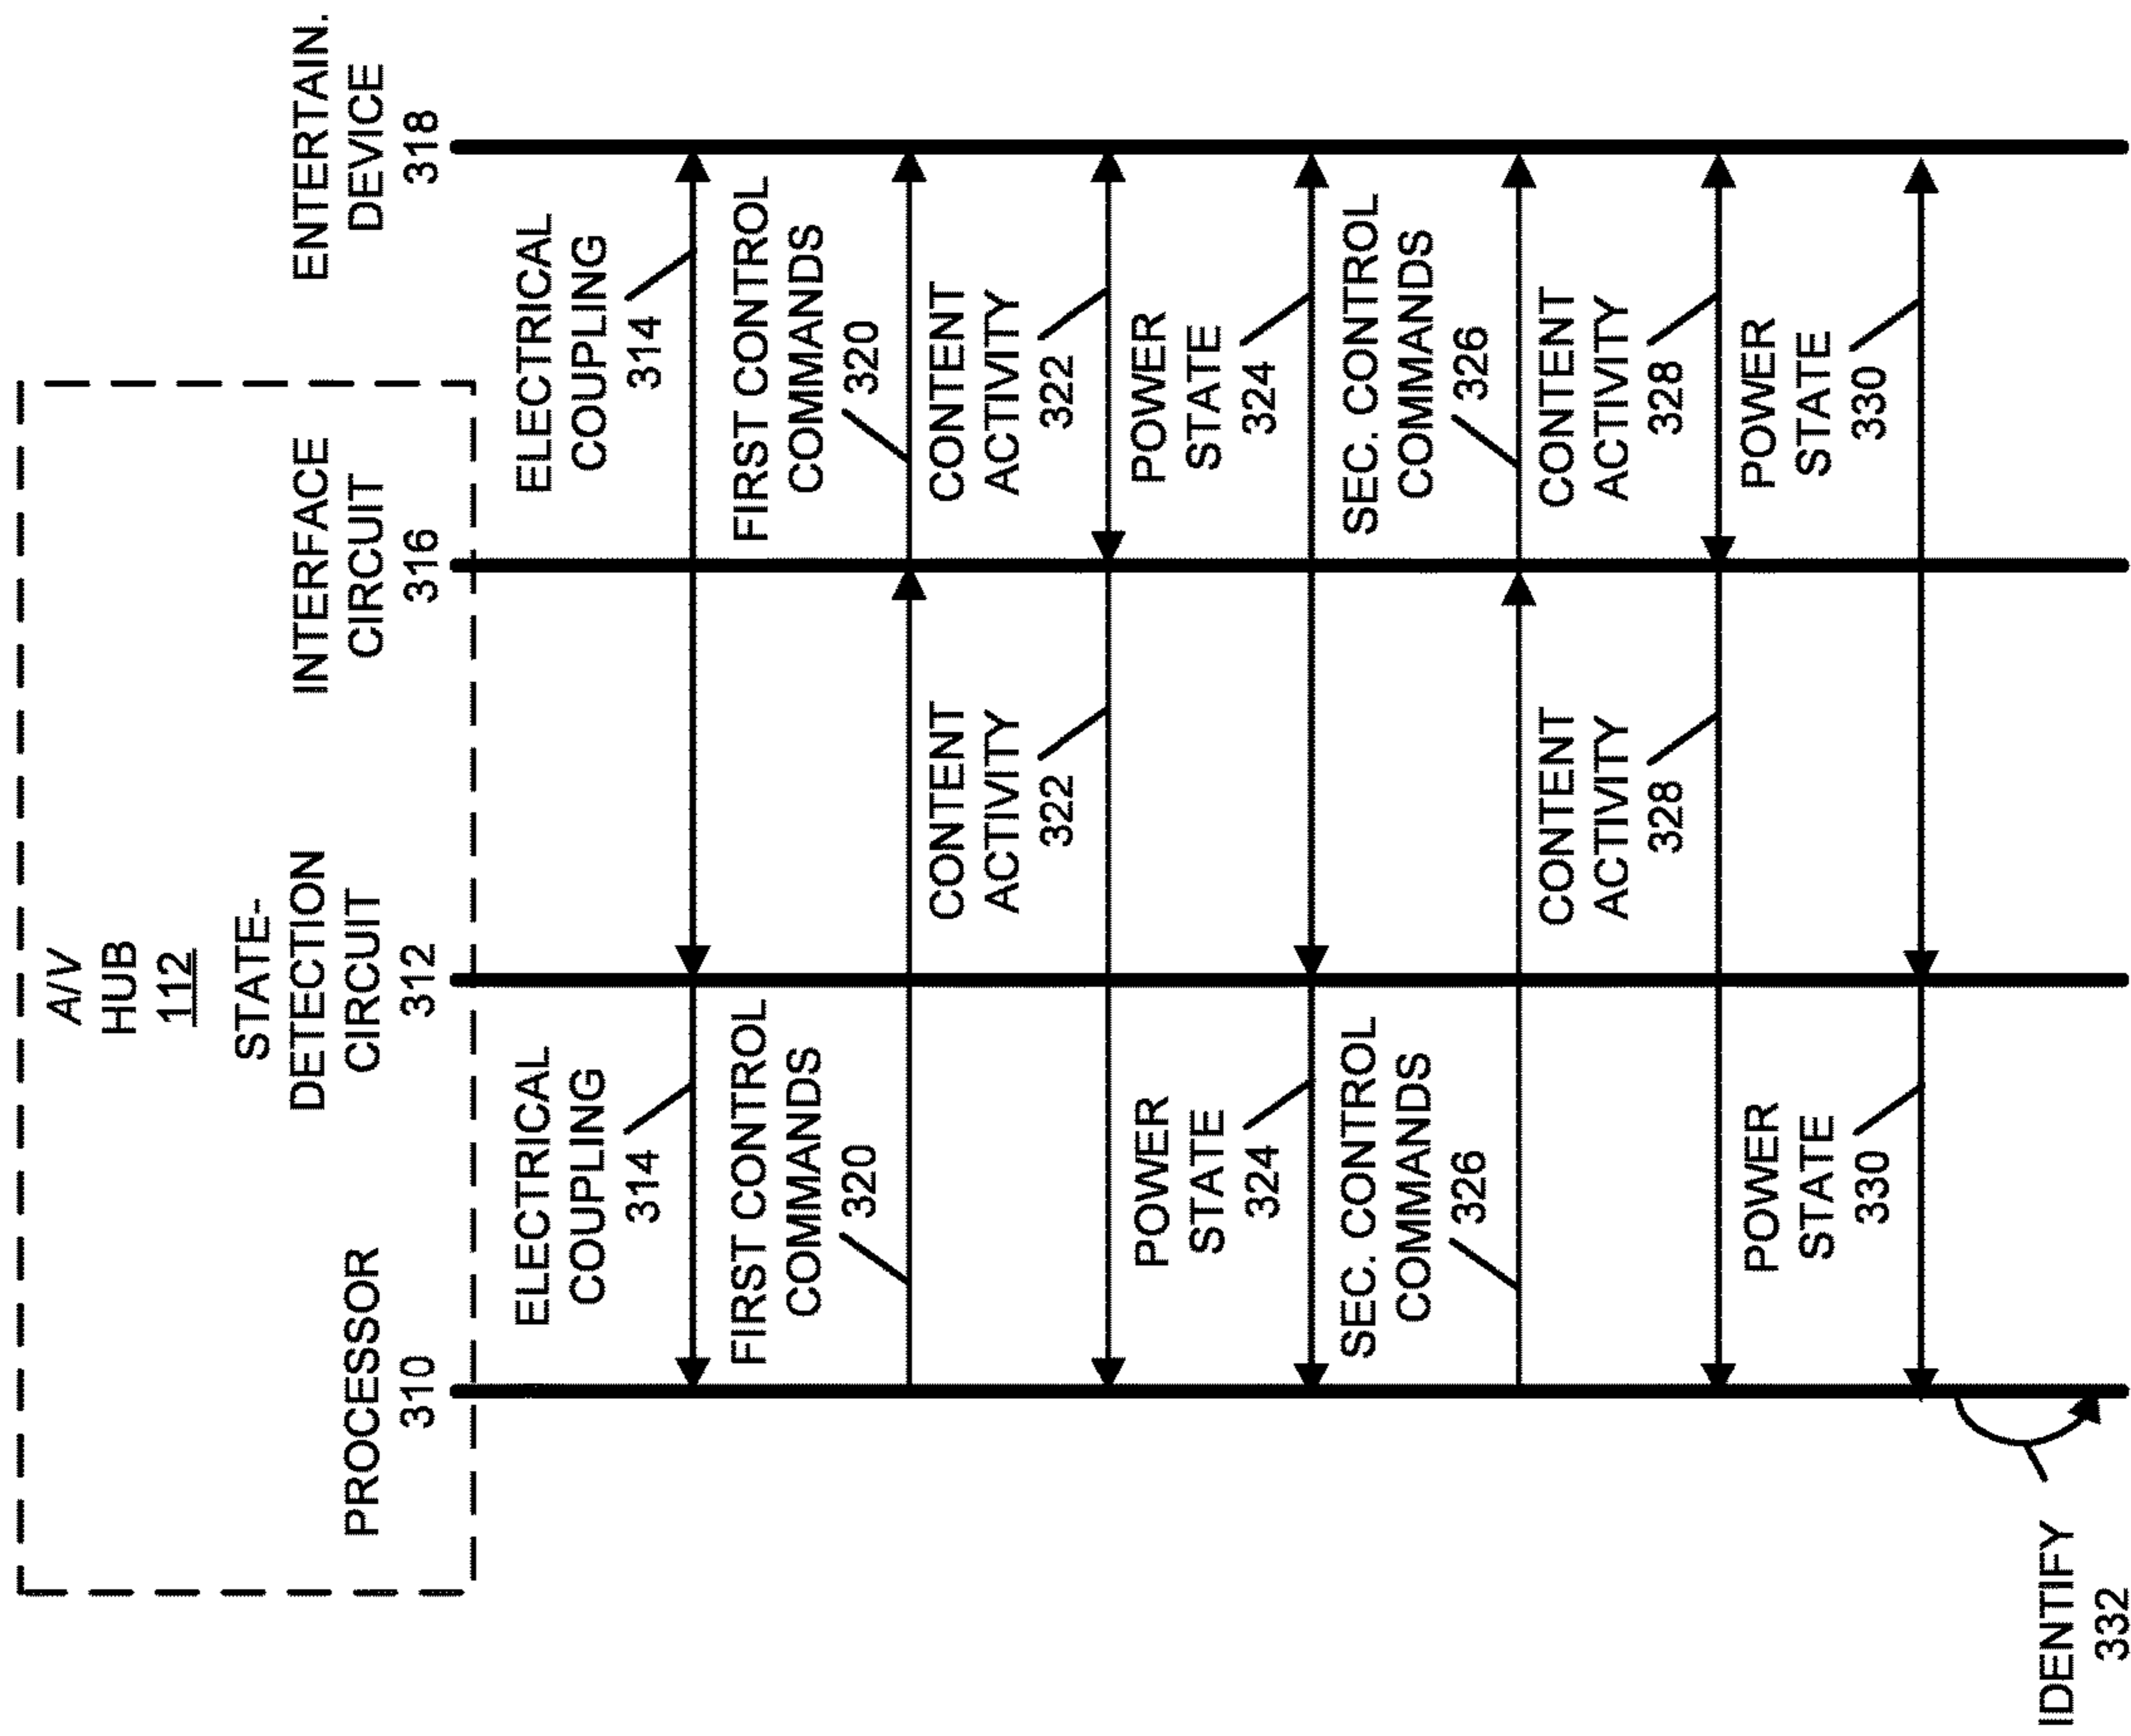 A/V
HUB
112
PROCESSOR
310
STATE-
DETECTION
CIRCUIT
312
INTERFACE
CIRCUIT
316
ENTERTAIN.
DEVICE
318
ELECTRICAL
COUPLING
314
ELECTRICAL
COUPLING
314
FIRST CONTROL
COMMANDS
320
FIRST CONTROL
COMMANDS
320
CONTENT
ACTIVITY
322
CONTENT
ACTIVITY
322
POWER
STATE
324
POWER
STATE
324
SEC. CONTROL
COMMANDS
326
SEC. CONTROL
COMMANDS
326
CONTENT
ACTIVITY
328
CONTENT
ACTIVITY
328
POWER
STATE
330
POWER
STATE
330
IDENTIFY
332